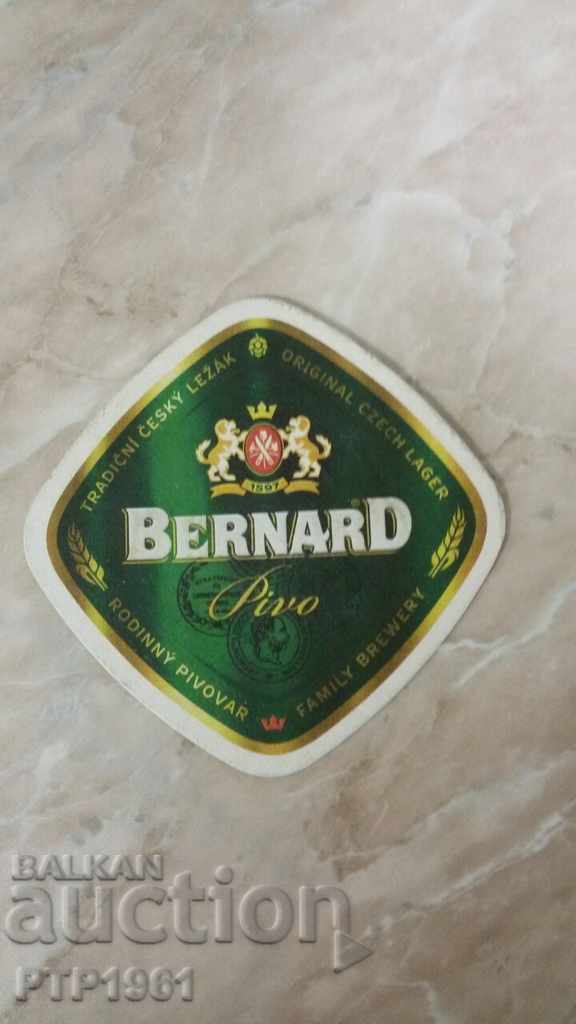 TRADIČNÍ ČESKÝ LEŽÁK
ORIGINAL CZECH LAGER
1597
BERNARD
Pivo
RODINNÝ PIVOVAR
FAMILY BREWERY
BALKAN
auction
PTP1961